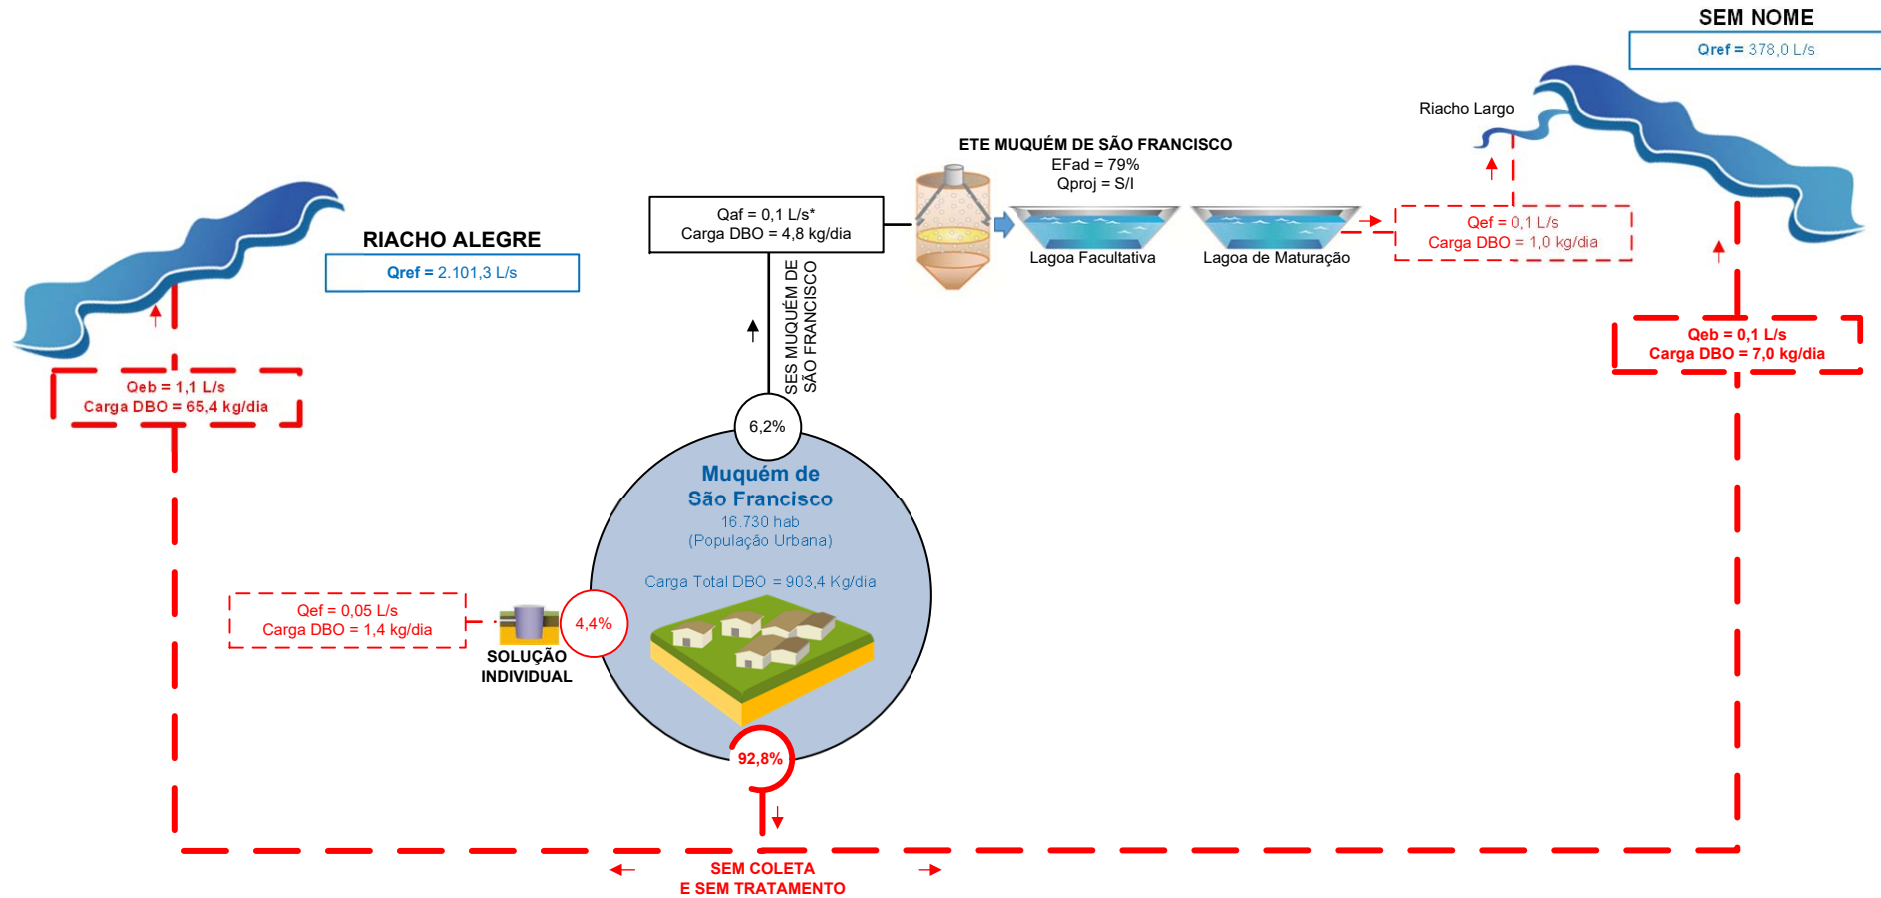 SEM NOME
Qref = 378,0 L/s
Riacho Largo
ETE MUQUÉM DE SÃO FRANCISCO
EFad = 79%
Qproj = S/I
Qaf = 0,1 L/s*
Carga DBO = 4,8 kg/dia
Lagoa Facultativa
Lagoa de Maturação
Qef = 0,1 L/s
Carga DBO = 1,0 kg/dia
RIACHO ALEGRE
Qref = 2.101,3 L/s
SES MUQUÉM DE
SÃO FRANCISCO
Qeb = 0,1 L/s
Carga DBO = 7,0 kg/dia
Qeb = 1,1 L/s
Carga DBO = 65,4 kg/dia
6,2%
Muquém de
São Francisco
16.730 hab
(População Urbana)
Carga Total DBO = 903,4 Kg/dia
Qef = 0,05 L/s
Carga DBO = 1,4 kg/dia
4,4%
SOLUÇÃO
INDIVIDUAL
92,8%
SEM COLETA
E SEM TRATAMENTO